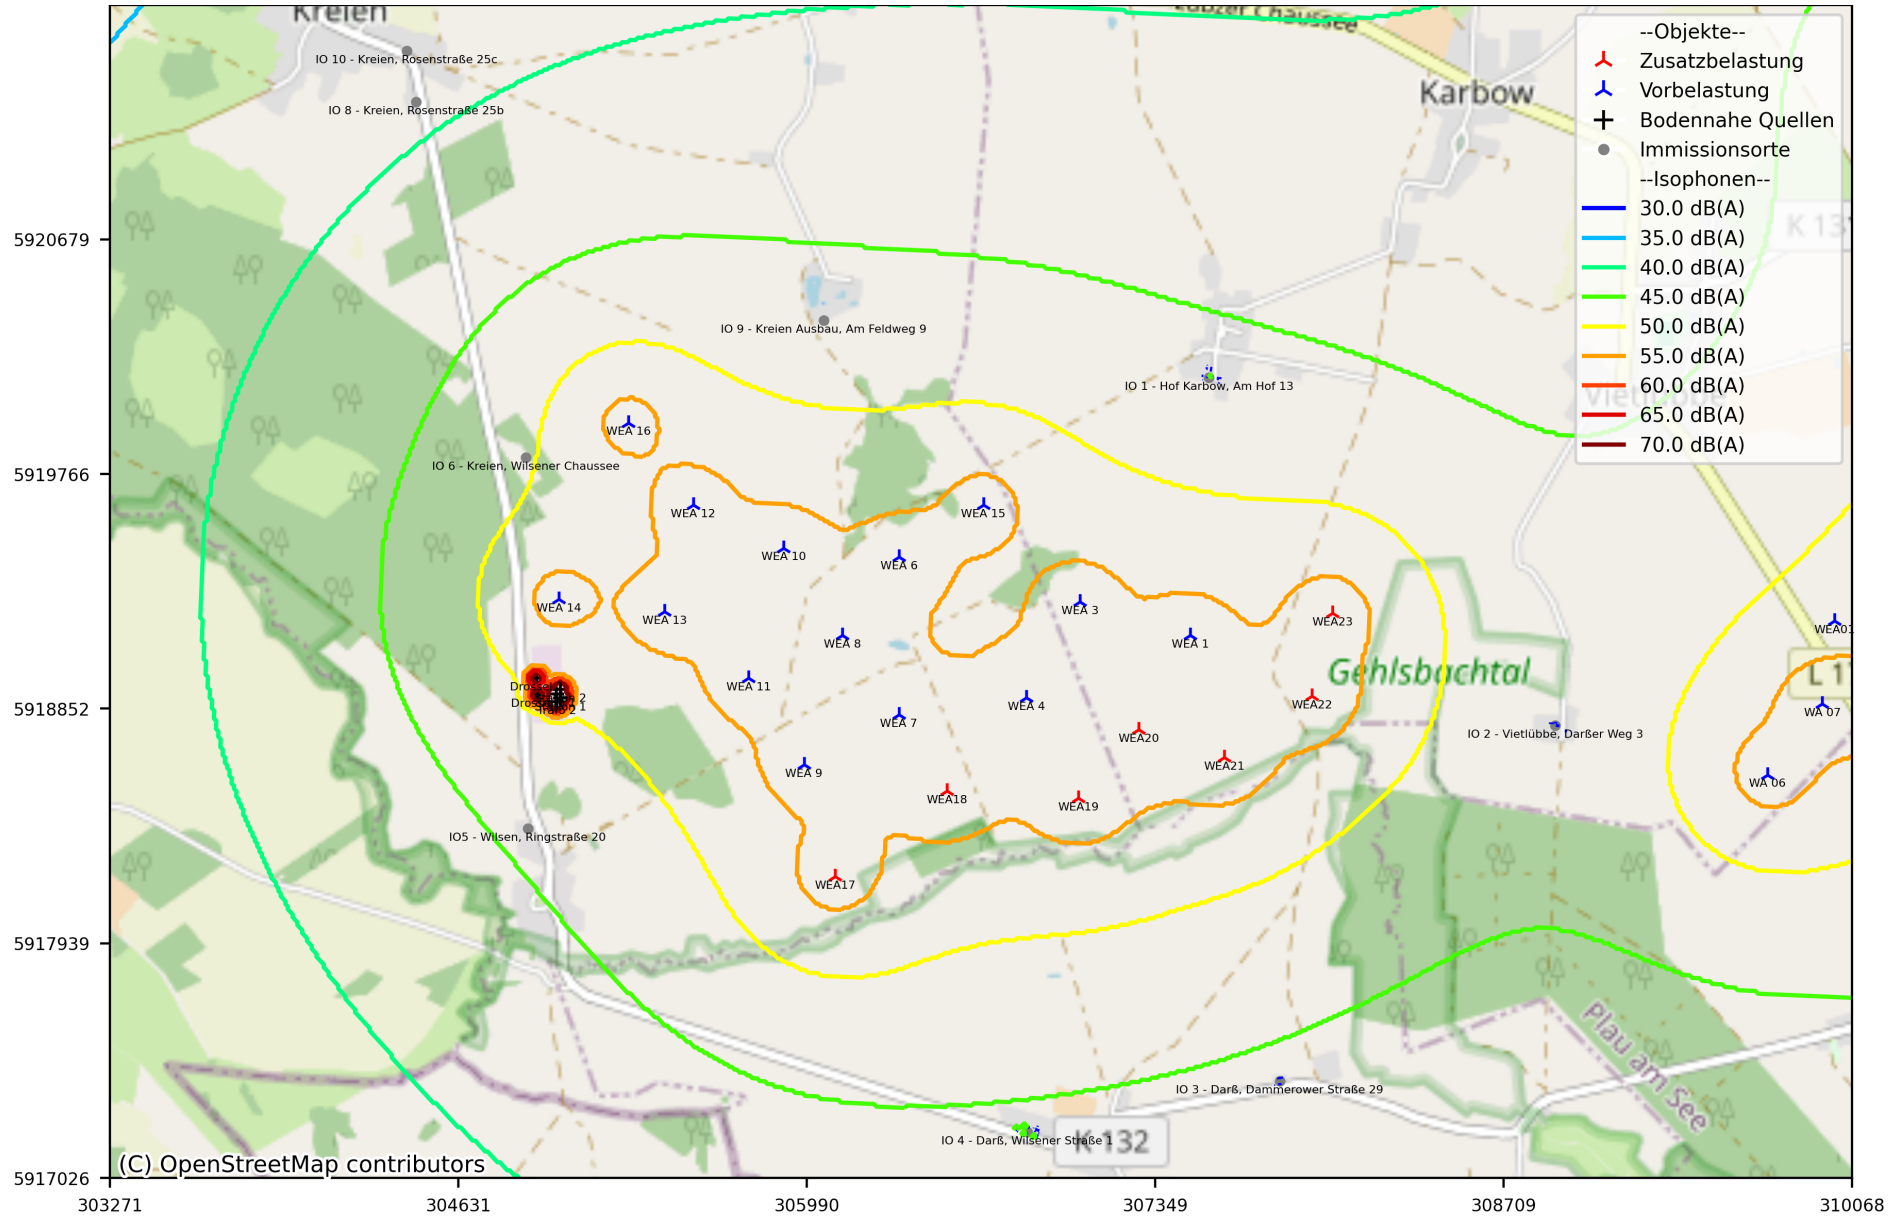 Kreien
Lübzer Chaussee
--Objekte--
Zusatzbelastung
Vorbelastung
Bodennahe Quellen
Immissionsorte
--Isophonen--
30.0 dB(A)
35.0 dB(A)
40.0 dB(A)
45.0 dB(A)
50.0 dB(A)
55.0 dB(A)
60.0 dB(A)
65.0 dB(A)
70.0 dB(A)
IO 10 - Kreien, Rosenstraße 25c
IO 8 - Kreien, Rosenstraße 25b
Karbow
K 13
5920679
IO 9 - Kreien Ausbau, Am Feldweg 9
IO 1 - Hof Karbow, Am Hof 13
Vietlübbe
WEA 16
IO 6 - Kreien, Wilsener Chaussee
5919766
WEA 12
WEA 15
WEA 10
WEA 6
WEA 14
WEA 3
WEA 13
WEA23
WEA01
WEA 8
WEA 1
Gehlsbachtal
L 1
WEA 11
WEA 4
WEA22
WA 07
5918852
WEA 7
WEA20
IO 2 - Vietlübbe, Darßer Weg 3
WEA21
WEA 9
WA 06
WEA18
WEA19
IO5 - Wilsen, Ringstraße 20
WEA17
5917939
Plau am See
IO 3 - Darß, Dammerower Straße 29
IO 4 - Darß, Wilsener Straße 1
K 132
(C) OpenStreetMap contributors
5917026
303271
304631
305990
307349
308709
310068